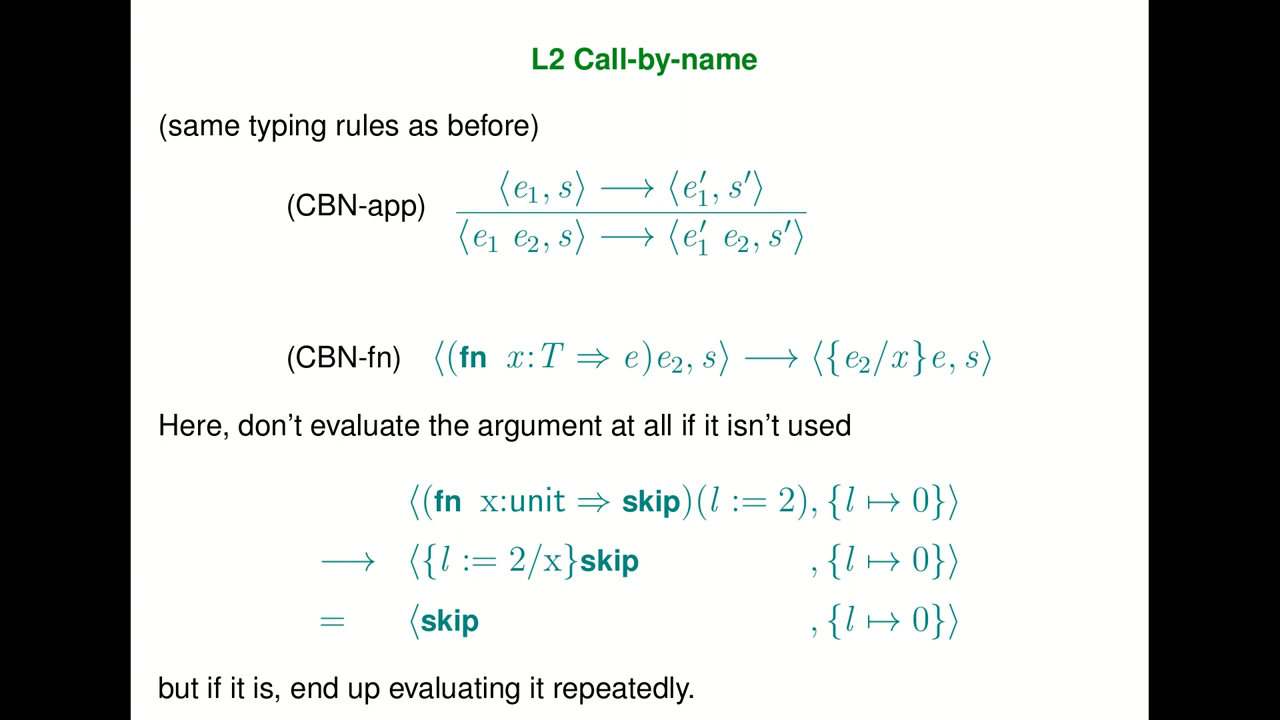 L2 Call-by-name
(same typing rules as before)
(CBN-app) ⟨e₁, s⟩ ⟶ ⟨e₁′, s′⟩
⟨e₁ e₂, s⟩ ⟶ ⟨e₁′ e₂, s′⟩
(CBN-fn) ⟨(fn x:T ⇒ e)e₂, s⟩ ⟶ ⟨{e₂/x}e, s⟩
Here, don't evaluate the argument at all if it isn't used
⟨(fn x:unit ⇒ skip)(l := 2), {l ↦ 0}⟩
⟶ ⟨{l := 2/x}skip , {l ↦ 0}⟩
= ⟨skip , {l ↦ 0}⟩
but if it is, end up evaluating it repeatedly.